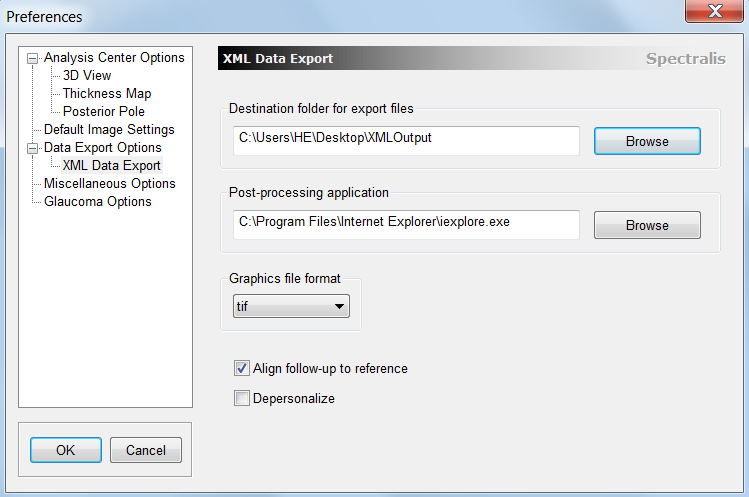 Preferences
Analysis Center Options
3D View
Thickness Map
Posterior Pole
Default Image Settings
Data Export Options
XML Data Export
Miscellaneous Options
Glaucoma Options
OK
Cancel
XML Data Export
Spectralis
Destination folder for export files
C:\Users\HE\Desktop\XMLOutput
Browse
Post-processing application
C:\Program Files\Internet Explorer\iexplore.exe
Browse
Graphics file format
tif
Align follow-up to reference
Depersonalize